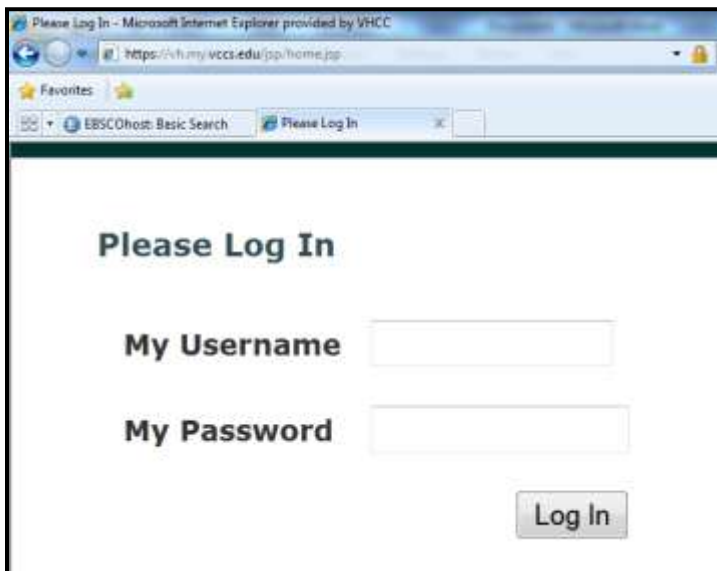 Please Log In - Microsoft Internet Explorer provided by VHCC
https://vh.my.vccs.edu/jsp/home.jsp
Favorites
EBSCOhost: Basic Search Please Log In
Please Log In
My Username
My Password
Log In